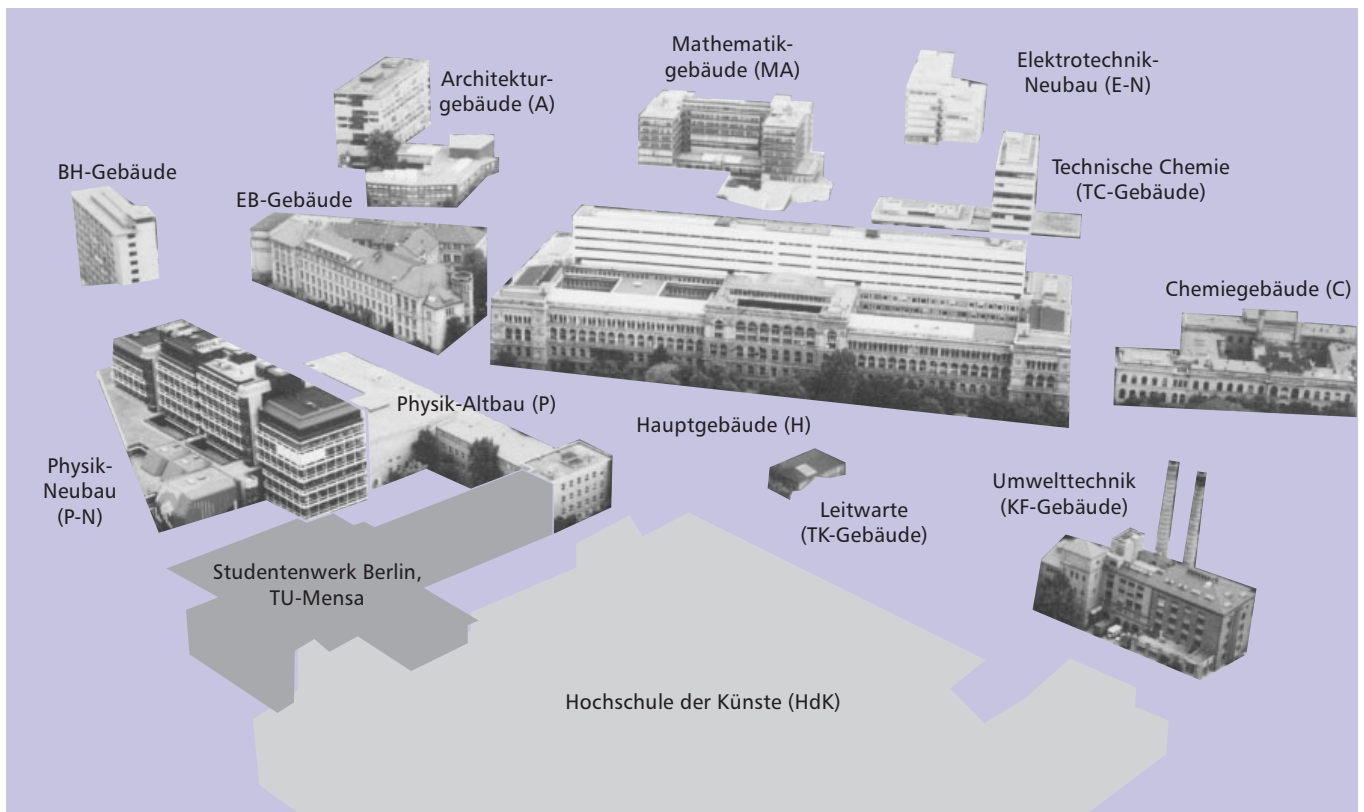 Mathematik-
gebäude (MA)
Elektrotechnik-
Neubau (E-N)
Architektur-
gebäude (A)
BH-Gebäude
EB-Gebäude
Technische Chemie
(TC-Gebäude)
Chemiegebäude (C)
Physik-Altbau (P)
Hauptgebäude (H)
Physik-
Neubau
(P-N)
Leitwarte
(TK-Gebäude)
Umwelttechnik
(KF-Gebäude)
Studentenwerk Berlin,
TU-Mensa
Hochschule der Künste (HdK)